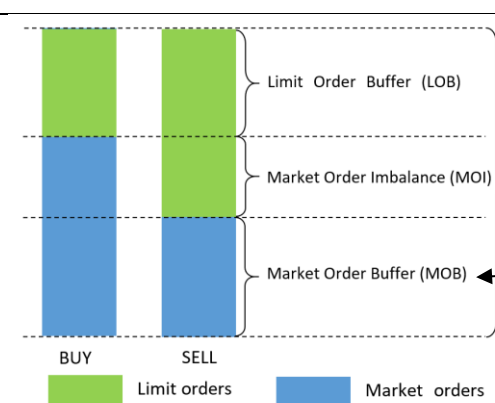 Limit Order Buffer (LOB)
Market Order Imbalance (MOI)
Market Order Buffer (MOB)
BUY SELL
Limit orders Market orders